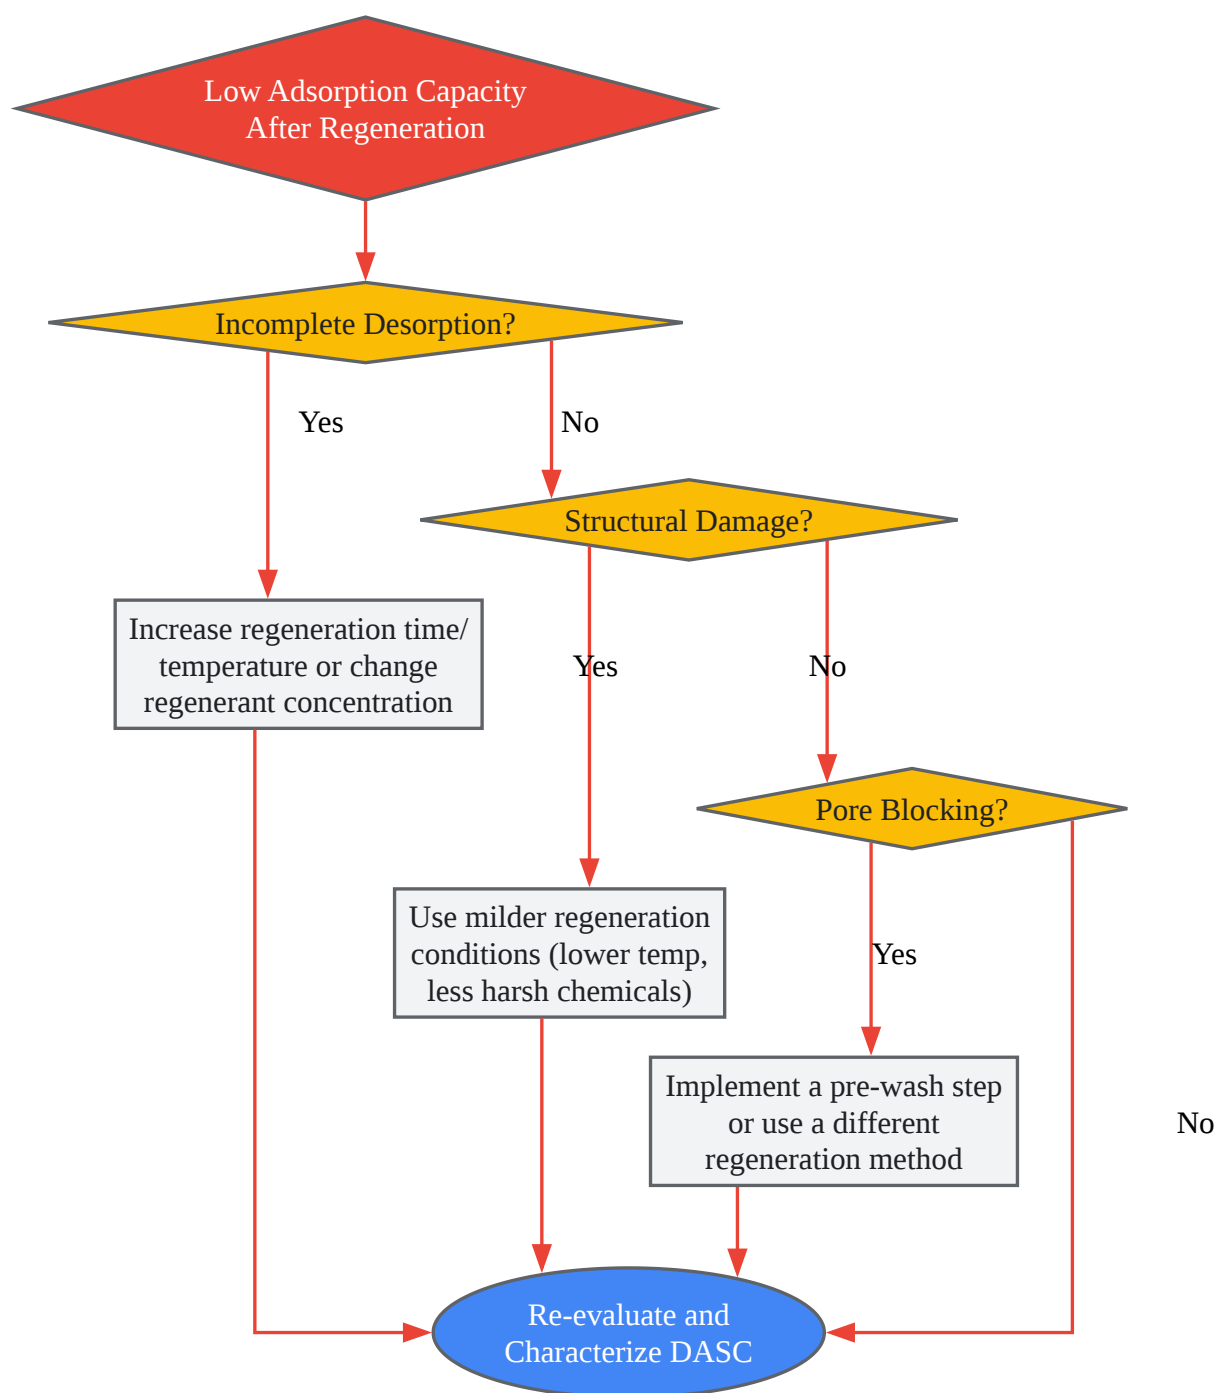 Low Adsorption Capacity
After Regeneration
Incomplete Desorption?
Yes
No
Structural Damage?
Increase regeneration time/
temperature or change
regenerant concentration
Yes
No
Pore Blocking?
Use milder regeneration
conditions (lower temp,
less harsh chemicals)
Yes
Implement a pre-wash step
or use a different
regeneration method
No
Re-evaluate and
Characterize DASC